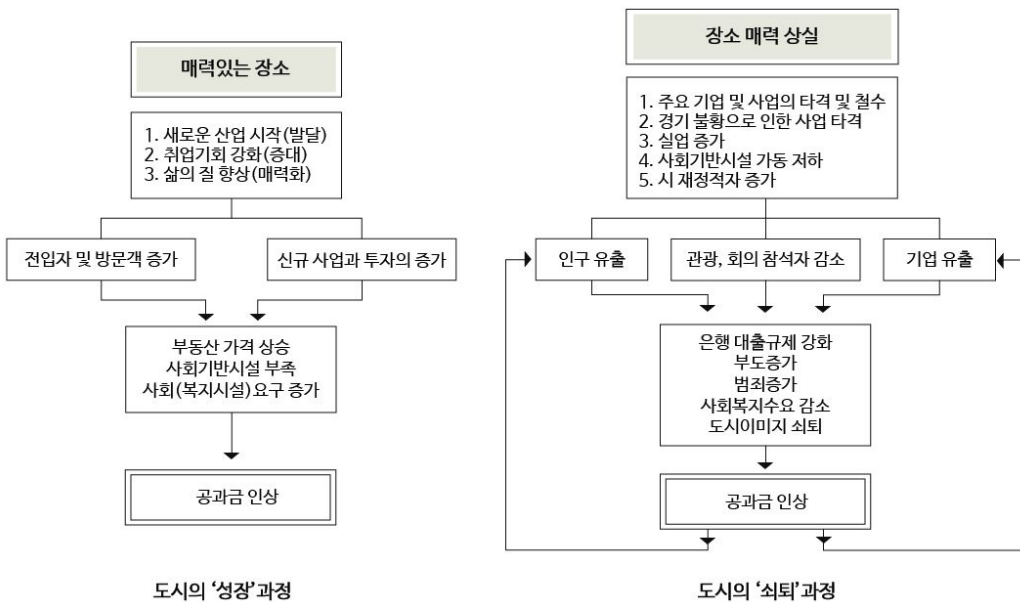 매력있는 장소
1. 새로운 산업 시작(발달)
2. 취업기회 강화(증대)
3. 삶의 질 향상(매력화)
전입자 및 방문객 증가
신규 사업과 투자의 증가
부동산 가격 상승
사회기반시설 부족
사회(복지시설)요구 증가
공과금 인상
도시의 ‘성장’과정
장소 매력 상실
1. 주요 기업 및 사업의 타격 및 철수
2. 경기 불황으로 인한 사업 타격
3. 실업 증가
4. 사회기반시설 가동 저하
5. 시 재정적자 증가
인구 유출
관광, 회의 참석자 감소
기업 유출
은행 대출규제 강화
부도증가
범죄증가
사회복지수요 감소
도시이미지 쇠퇴
공과금 인상
도시의 ‘쇠퇴’과정